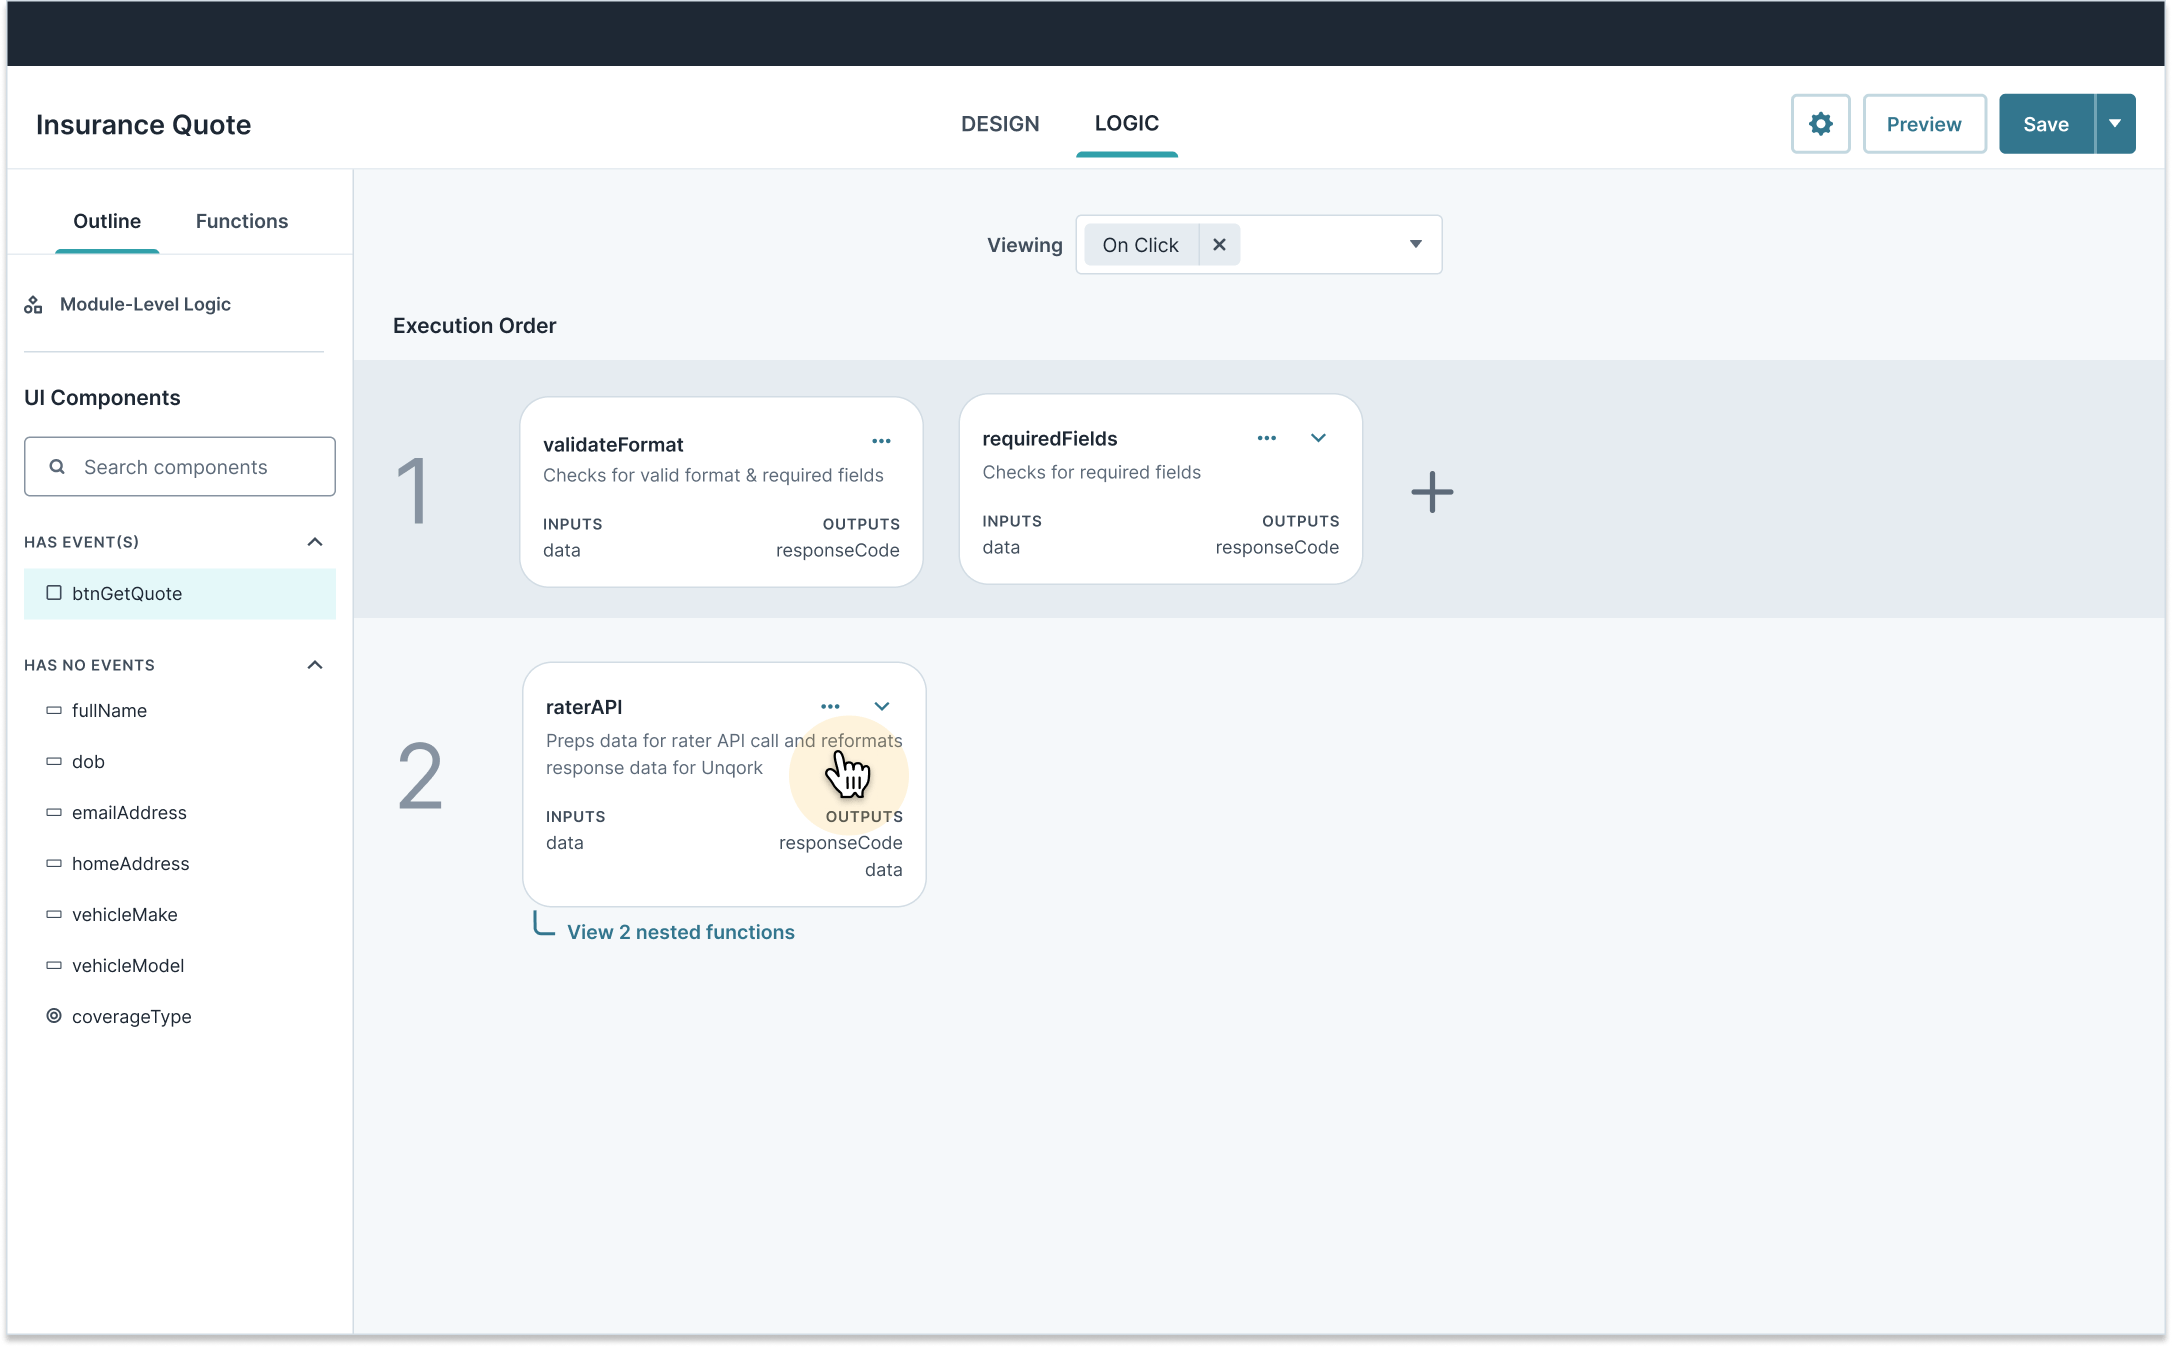 Insurance Quote
DESIGN
LOGIC
Preview
Save
Outline
Functions
Module-Level Logic
UI Components
Search components
HAS EVENT(S)
btnGetQuote
HAS NO EVENTS
fullName
dob
emailAddress
homeAddress
vehicleMake
vehicleModel
coverageType
Viewing
On Click
Execution Order
1
validateFormat
Checks for valid format & required fields
INPUTS
OUTPUTS
data
responseCode
requiredFields
Checks for required fields
INPUTS
OUTPUTS
data
responseCode
2
raterAPI
Preps data for rater API call and reformats
response data for Unqork
INPUTS
OUTPUTS
data
responseCode
data
View 2 nested functions